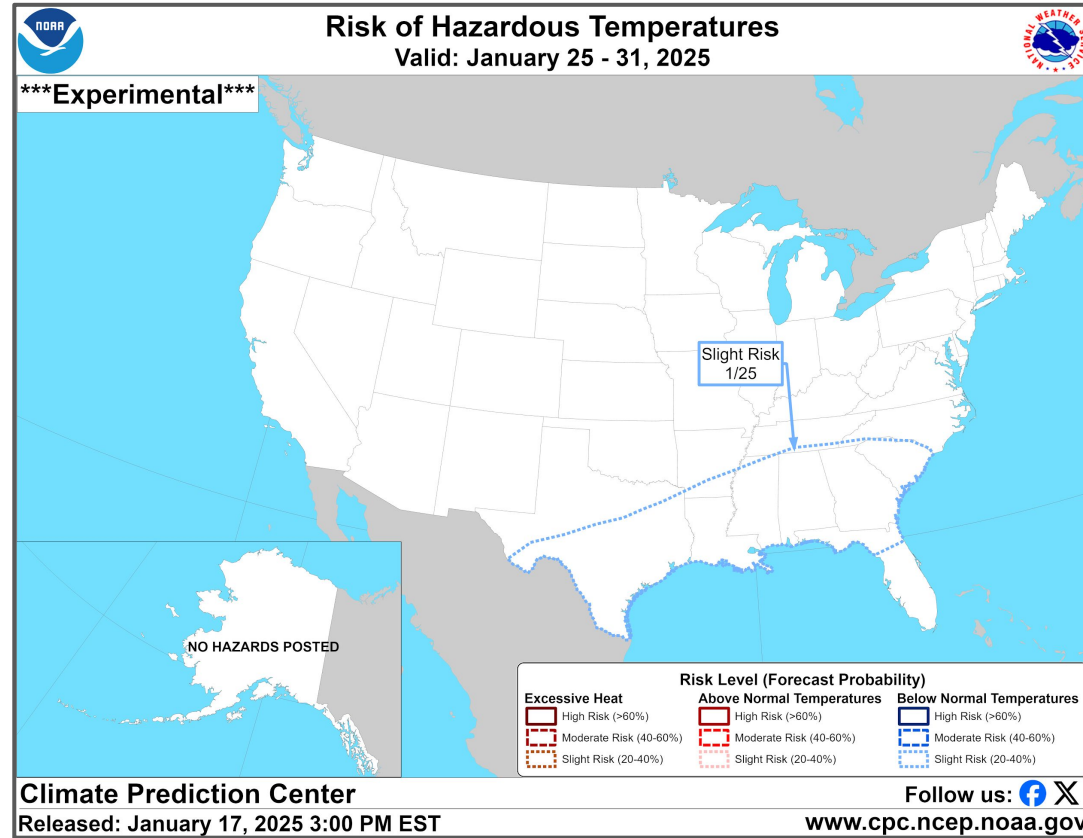 NOAA
Risk of Hazardous Temperatures
Valid: January 25 - 31, 2025
NATIONAL WEATHER SERVICE
***Experimental***
Slight Risk
1/25
NO HAZARDS POSTED
Risk Level (Forecast Probability)
Excessive Heat
High Risk (>60%)
Moderate Risk (40-60%)
Slight Risk (20-40%)
Above Normal Temperatures
High Risk (>60%)
Moderate Risk (40-60%)
Slight Risk (20-40%)
Below Normal Temperatures
High Risk (>60%)
Moderate Risk (40-60%)
Slight Risk (20-40%)
Climate Prediction Center
Follow us:
Released: January 17, 2025 3:00 PM EST
www.cpc.ncep.noaa.gov